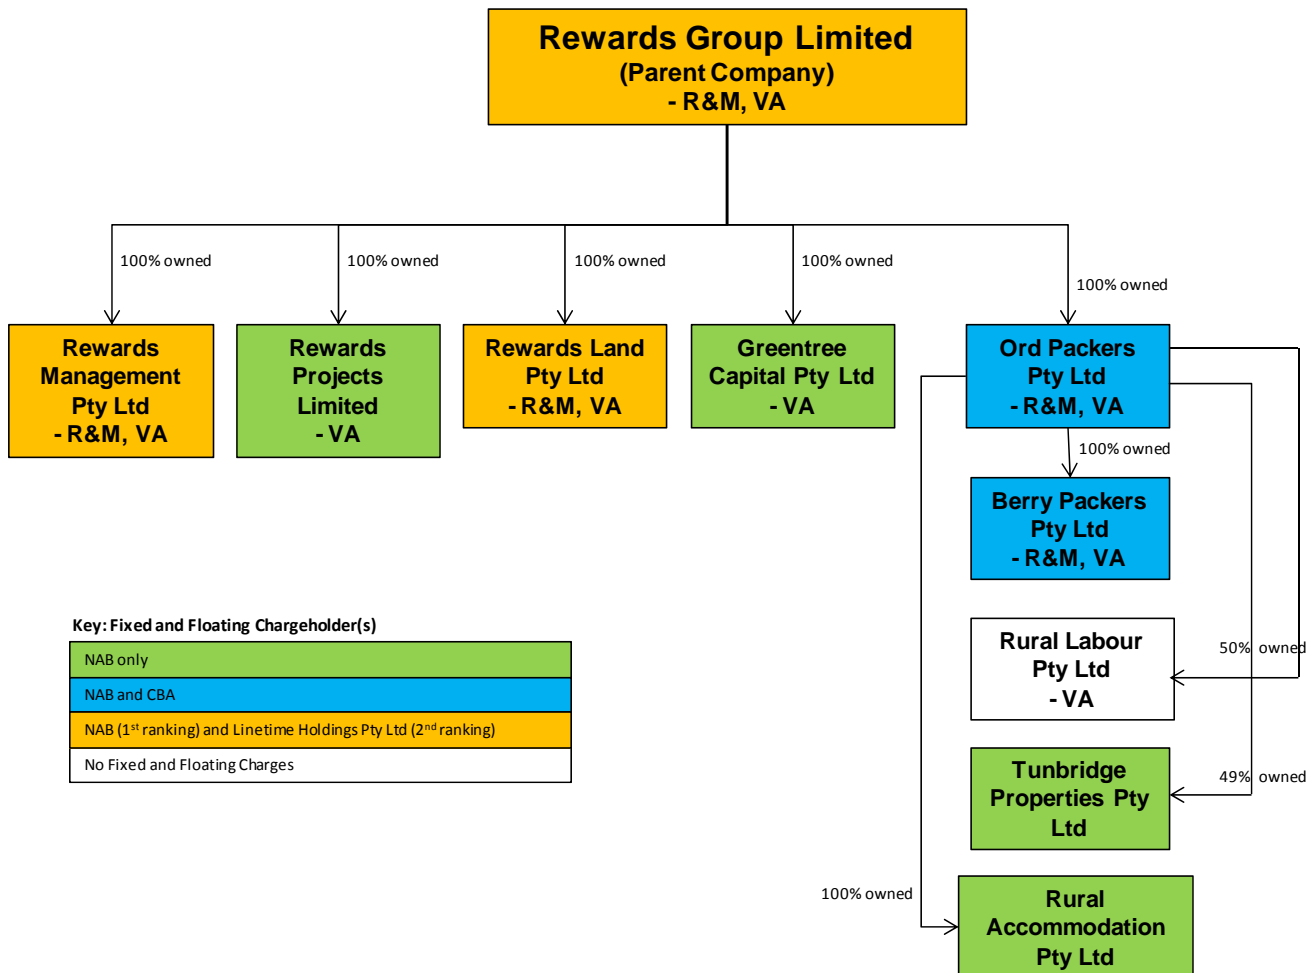 Rewards Group Limited
(Parent Company)
- R&M, VA
100% owned
100% owned
100% owned
100% owned
100% owned
Rewards
Management
Pty Ltd
- R&M, VA
Rewards
Projects
Limited
- VA
Rewards Land
Pty Ltd
- R&M, VA
Greentree
Capital Pty Ltd
- VA
Ord Packers
Pty Ltd
- R&M, VA
100% owned
Berry Packers
Pty Ltd
- R&M, VA
Key: Fixed and Floating Chargeholder(s)
NAB only
NAB and CBA
NAB (1st ranking) and Linetime Holdings Pty Ltd (2nd ranking)
No Fixed and Floating Charges
Rural Labour
Pty Ltd
- VA
50% owned
Tunbridge
Properties Pty
Ltd
49% owned
100% owned
Rural
Accommodation
Pty Ltd